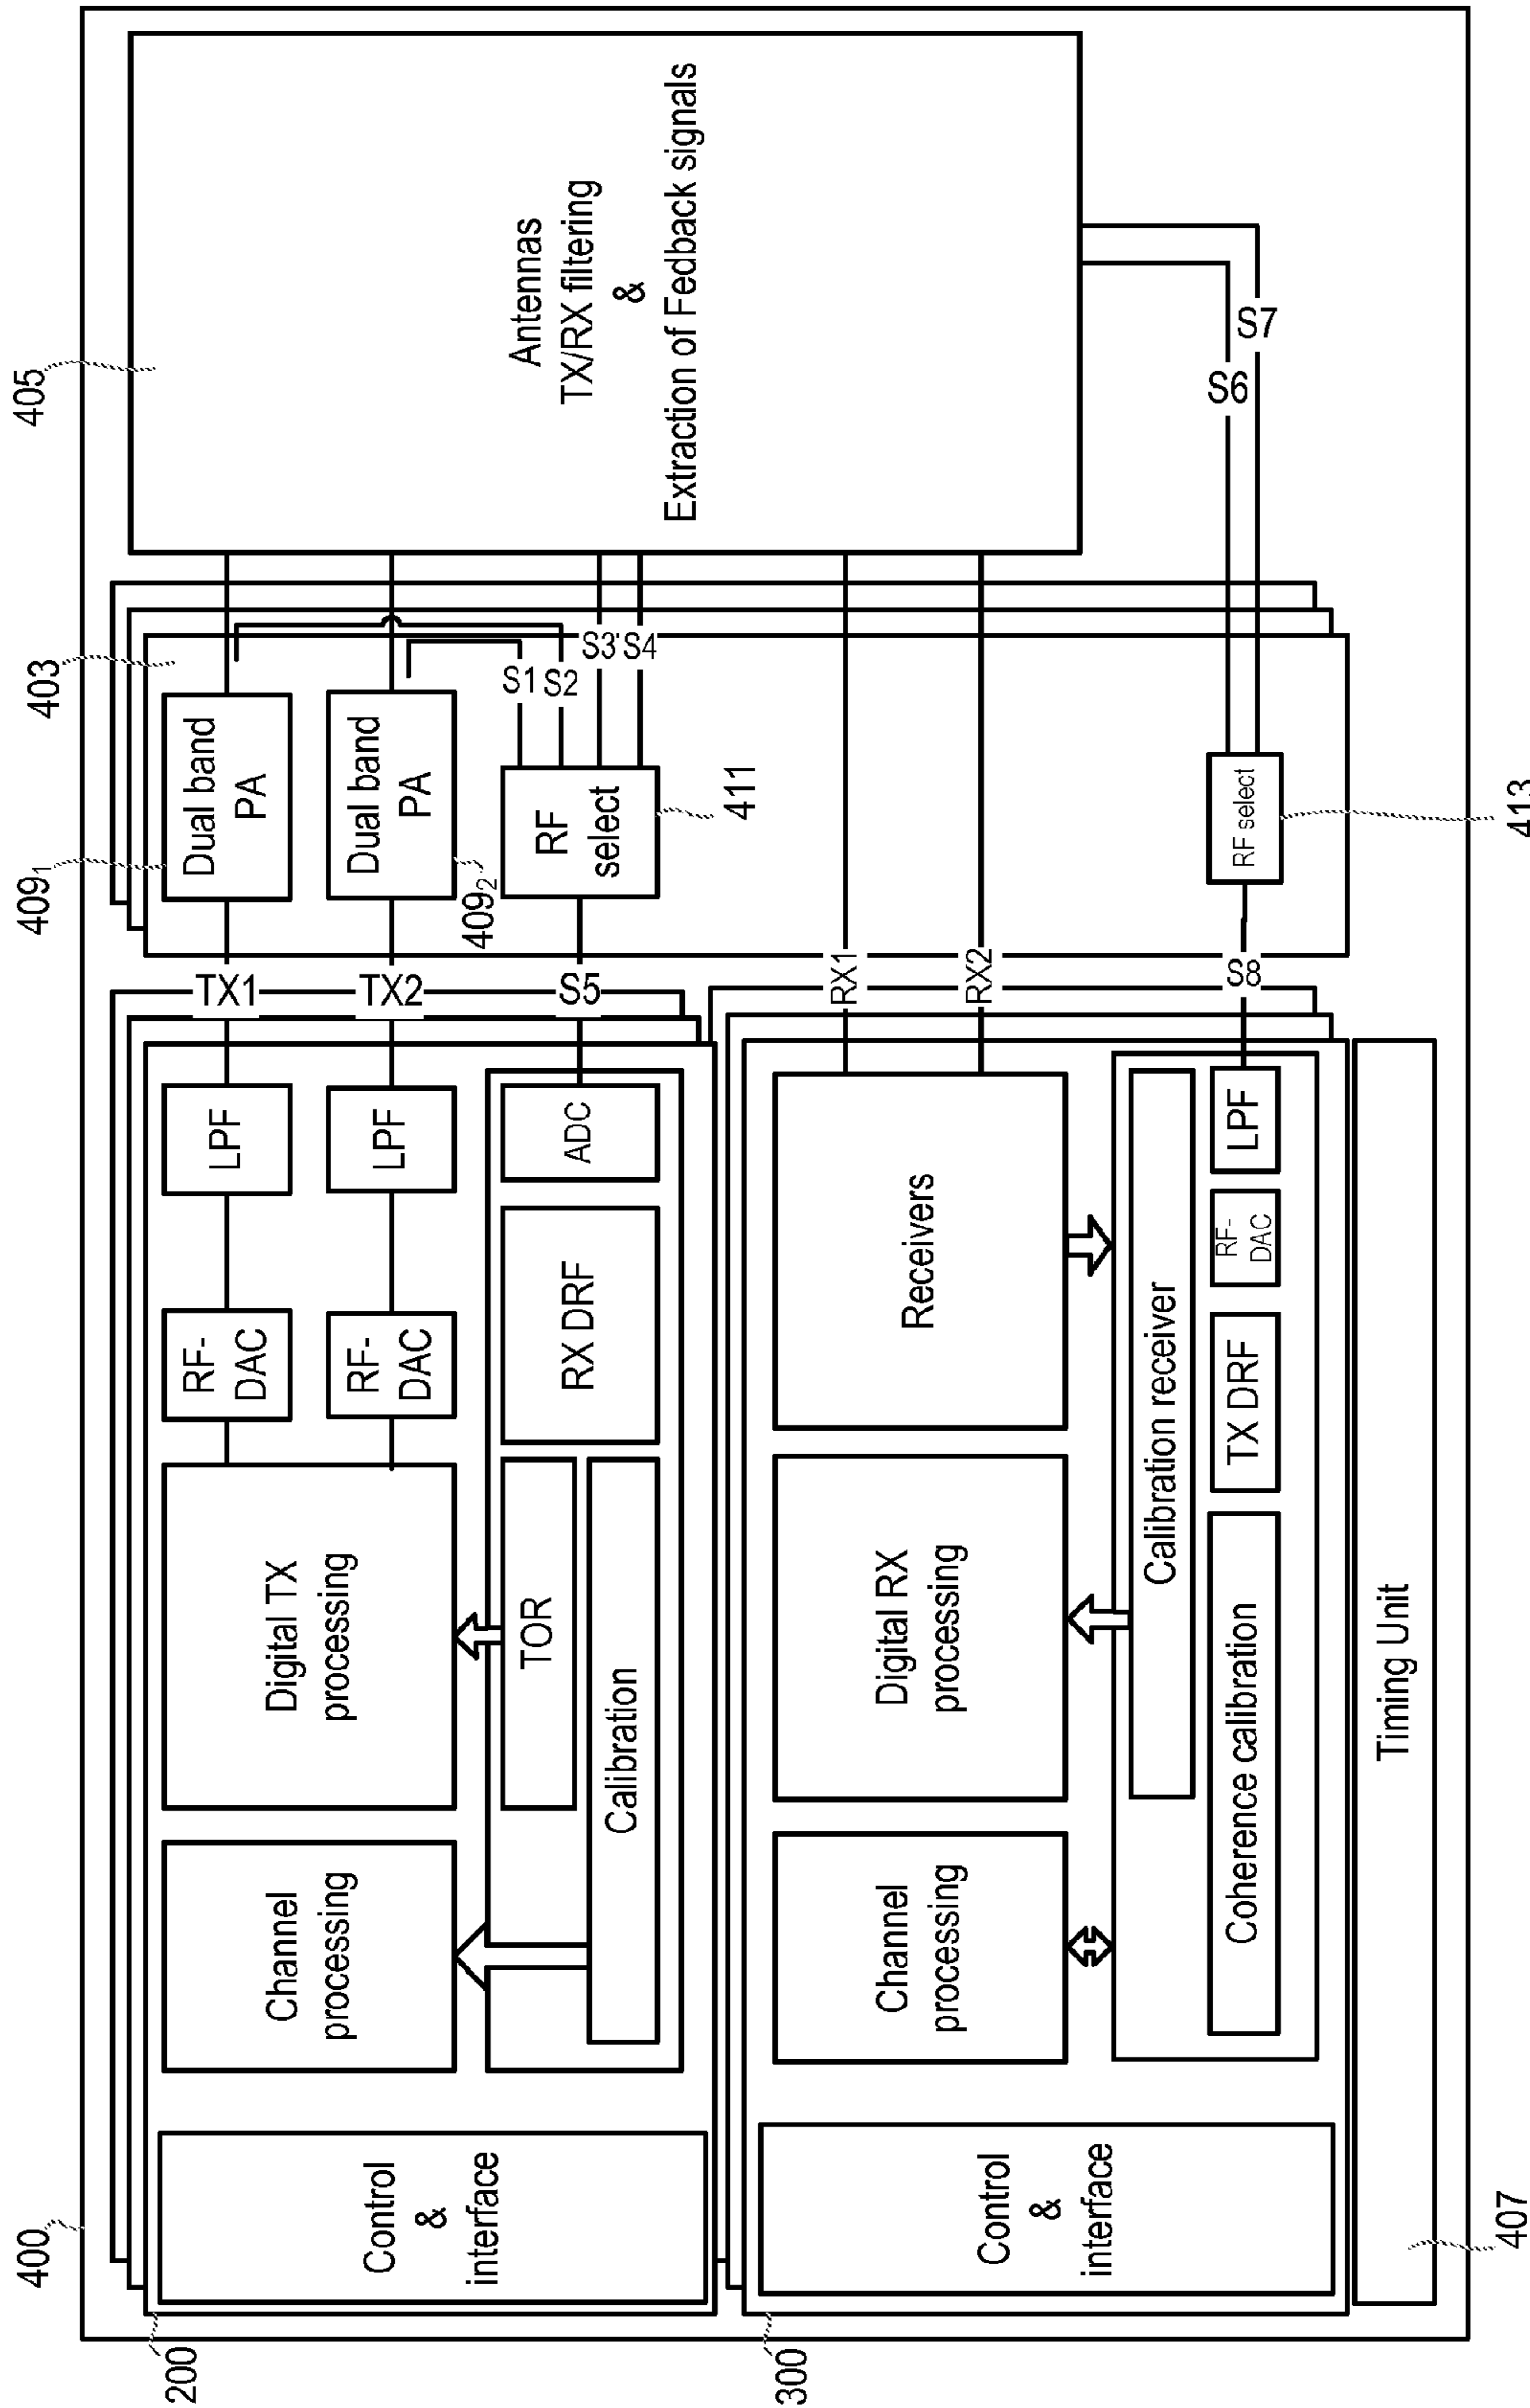 400
200
Control
&
interface
Channel
processing
Digital TX
processing
RF-
DAC
LPF
TX1
RF-
DAC
LPF
TX2
TOR
Calibration
RX DRF
ADC
S5
403
409₁
Dual band
PA
Dual band
PA
409₂
RF
select
411
S1
S2
S3
S4
405
Antennas
TX/RX filtering
&
Extraction of Fedback signals
S6
S7
300
Control
&
interface
Channel
processing
Digital RX
processing
Receivers
RX1
RX2
Calibration receiver
Coherence calibration
TX DRF
RF-
DAC
LPF
S8
RF select
413
Timing Unit
407